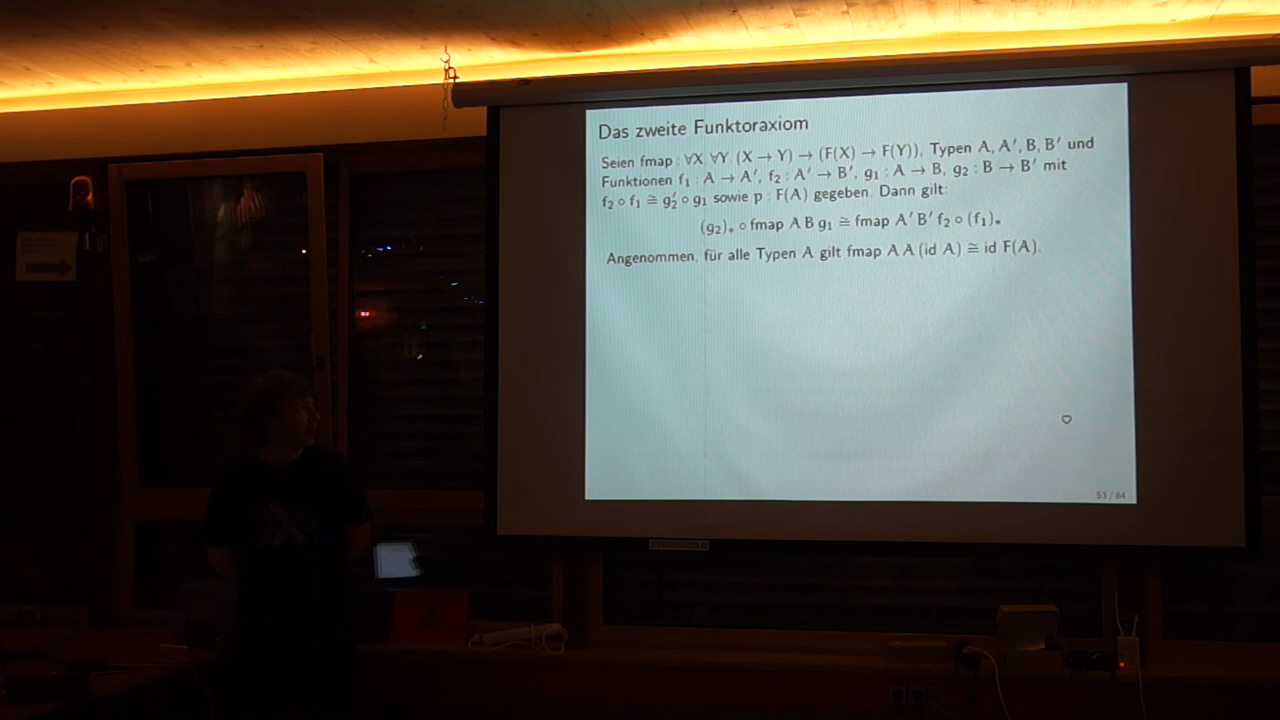 Das zweite Funktoraxiom
Seien fmap : ∀X. ∀Y. (X → Y) → (F(X) → F(Y)), Typen A, A′, B, B′ und
Funktionen f₁ : A → A′, f₂ : A′ → B′, g₁ : A → B, g₂ : B → B′ mit
f₂ ∘ f₁ ≅ g₂′ ∘ g₁ sowie p : F(A) gegeben. Dann gilt:
(g₂)∗ ∘ fmap A B g₁ ≅ fmap A′ B′ f₂ ∘ (f₁)∗.
Angenommen, für alle Typen A gilt fmap A A (id A) ≅ id F(A).
53 / 84